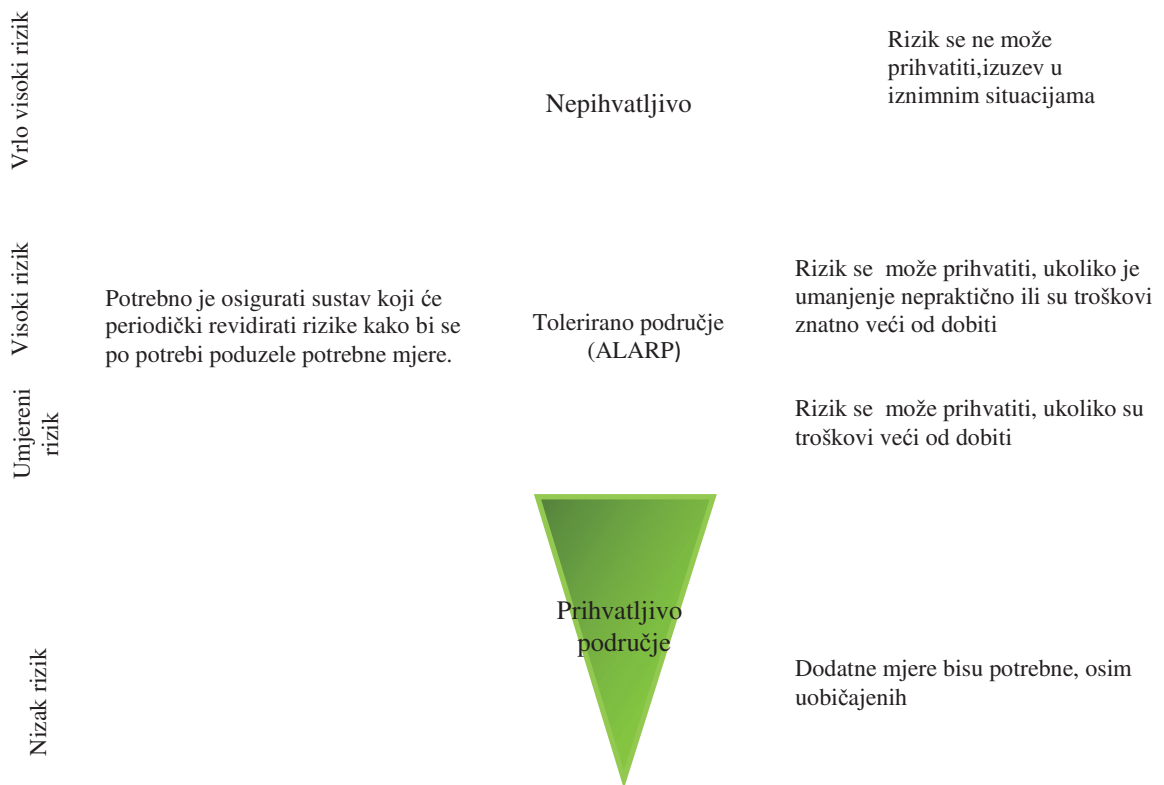 Vrlo visoki rizik
Nepihvatljivo
Rizik se ne može
prihvatiti,izuzev u
iznimnim situacijama
Visoki rizik
Potrebno je osigurati sustav koji će
periodički revidirati rizike kako bi se
po potrebi poduzele potrebne mjere.
Tolerirano područje
(ALARP)
Rizik se  može prihvatiti, ukoliko je
umanjenje nepraktično ili su troškovi
znatno veći od dobiti
Umjereni
rizik
Rizik se  može prihvatiti, ukoliko su
troškovi veći od dobiti
Nizak rizik
Prihvatljivo
područje
Dodatne mjere bisu potrebne, osim
uobičajenih